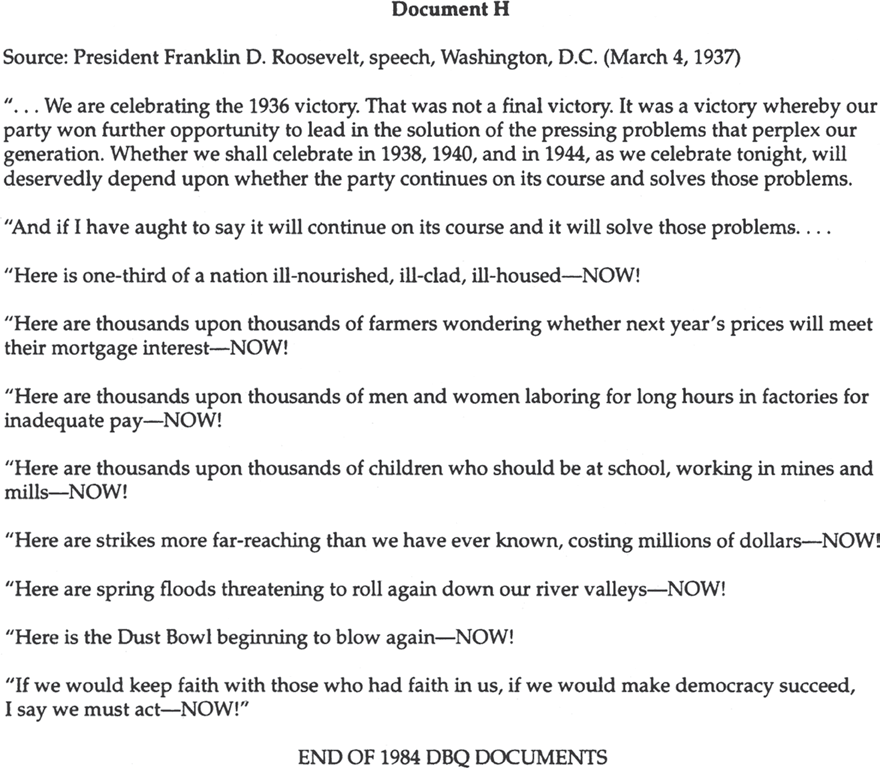 Document H
Source: President Franklin D. Roosevelt, speech, Washington, D.C. (March 4, 1937)
". . . We are celebrating the 1936 victory. That was not a final victory. It was a victory whereby our
party won further opportunity to lead in the solution of the pressing problems that perplex our
generation. Whether we shall celebrate in 1938, 1940, and in 1944, as we celebrate tonight, will
deservedly depend upon whether the party continues on its course and solves those problems.
"And if I have aught to say it will continue on its course and it will solve those problems. . . .
"Here is one-third of a nation ill-nourished, ill-clad, ill-housed—NOW!
"Here are thousands upon thousands of farmers wondering whether next year's prices will meet
their mortgage interest—NOW!
"Here are thousands upon thousands of men and women laboring for long hours in factories for
inadequate pay—NOW!
"Here are thousands upon thousands of children who should be at school, working in mines and
mills—NOW!
"Here are strikes more far-reaching than we have ever known, costing millions of dollars—NOW!
"Here are spring floods threatening to roll again down our river valleys—NOW!
"Here is the Dust Bowl beginning to blow again—NOW!
"If we would keep faith with those who had faith in us, if we would make democracy succeed,
I say we must act—NOW!"
END OF 1984 DBQ DOCUMENTS